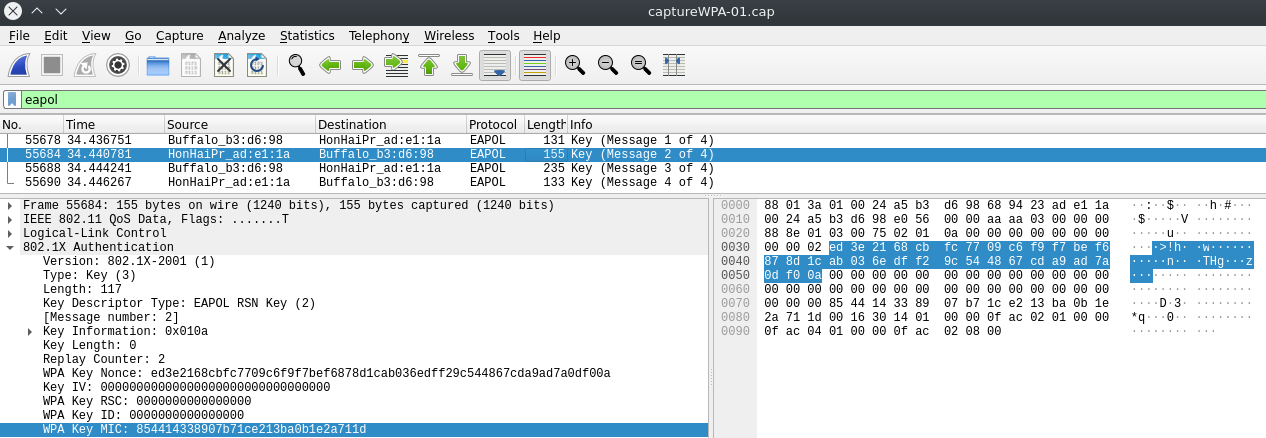 captureWPA-01.cap
File Edit View Go Capture Analyze Statistics Telephony Wireless Tools Help
eapol
No. Time Source Destination Protocol Length Info
55678 34.436751 Buffalo_b3:d6:98 HonHaiPr_ad:e1:1a EAPOL 131 Key (Message 1 of 4)
55684 34.440781 HonHaiPr_ad:e1:1a Buffalo_b3:d6:98 EAPOL 155 Key (Message 2 of 4)
55688 34.444241 Buffalo_b3:d6:98 HonHaiPr_ad:e1:1a EAPOL 235 Key (Message 3 of 4)
55690 34.446267 HonHaiPr_ad:e1:1a Buffalo_b3:d6:98 EAPOL 133 Key (Message 4 of 4)
Frame 55684: 155 bytes on wire (1240 bits), 155 bytes captured (1240 bits)
IEEE 802.11 QoS Data, Flags: .......T
Logical-Link Control
802.1X Authentication
Version: 802.1X-2001 (1)
Type: Key (3)
Length: 117
Key Descriptor Type: EAPOL RSN Key (2)
[Message number: 2]
Key Information: 0x010a
Key Length: 0
Replay Counter: 2
WPA Key Nonce: ed3e2168cbfc7709c6f9f7bef6878d1cab036edff29c544867cda9ad7a0df00a
Key IV: 00000000000000000000000000000000
WPA Key RSC: 0000000000000000
WPA Key ID: 0000000000000000
WPA Key MIC: 854414338907b71ce213ba0b1e2a711d
0000 88 01 3a 01 00 24 a5 b3 d6 98 68 94 23 ad e1 1a ··:··$·· ··h·#···
0010 00 24 a5 b3 d6 98 e0 56 00 00 aa aa 03 00 00 00 ·$·····V ········
0020 88 8e 01 03 00 75 02 01 0a 00 00 00 00 00 00 00 ·····u·· ········
0030 00 00 02 ed 3e 21 68 cb fc 77 09 c6 f9 f7 be f6 ····>!h· ·w······
0040 87 8d 1c ab 03 6e df f2 9c 54 48 67 cd a9 ad 7a ·····n·· ·THg···z
0050 0d f0 0a 00 00 00 00 00 00 00 00 00 00 00 00 00 ········ ········
0060 00 00 00 00 00 00 00 00 00 00 00 00 00 00 00 00 ········ ········
0070 00 00 00 85 44 14 33 89 07 b7 1c e2 13 ba 0b 1e ····D·3· ········
0080 2a 71 1d 00 16 30 14 01 00 00 0f ac 02 01 00 00 *q···0·· ········
0090 0f ac 04 01 00 00 0f ac 02 08 00 ········ ···